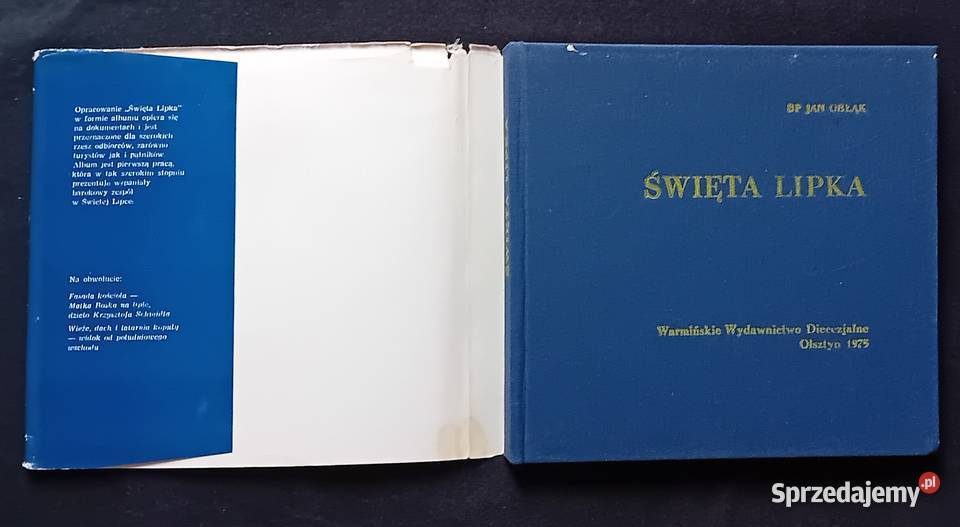 Opracowanie „Święta Lipka"
w formie albumu opiera się
na dokumentach i jest
przeznaczone dla szerokich
rzesz odbiorców, zarówno
turystów jak i pątników.
Album jest pierwszą pracą,
która w tak szerokim stopniu
prezentuje wspaniały
barokowy zespół
w Świętej Lipce.
Na obwolucie:
Fasada kościoła —
Matka Boska na lipie,
dzieło Krzysztofa Schmidta
Wieże, dach i latarnia kopuły
— widok od południowego
wschodu
BP JAN OBŁĄK
ŚWIĘTA LIPKA
Warmińskie Wydawnictwo Diecezjalne
Olsztyn 1975
Sprzedajemy.pl